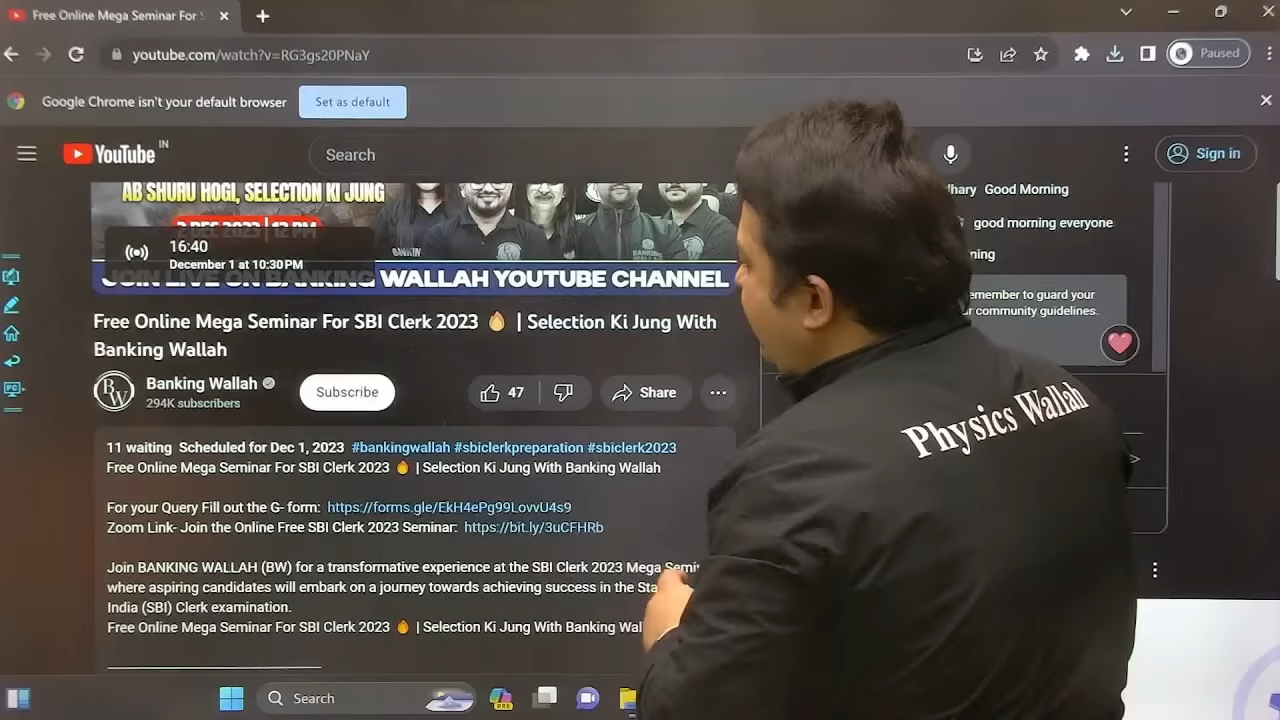 Free Online Mega Seminar For S
youtube.com/watch?v=RG3gs20PNaY
Paused
Google Chrome isn't your default browser
Set as default
YouTube IN
Search
Sign in
AB SHURU HOGI, SELECTION KI JUNG
2 DEC 2023 | 12 PM
16:40
December 1 at 10:30 PM
JOIN LIVE ON BANKING WALLAH YOUTUBE CHANNEL
Good Morning
good morning everyone
your community guidelines.
Free Online Mega Seminar For SBI Clerk 2023 🔥 | Selection Ki Jung With
Banking Wallah
BW
Banking Wallah
294K subscribers
Subscribe
47
Share
11 waiting Scheduled for Dec 1, 2023 #bankingwallah #sbiclerkpreparation #sbiclerk2023
Free Online Mega Seminar For SBI Clerk 2023 🔥 | Selection Ki Jung With Banking Wallah
For your Query Fill out the G- form: https://forms.gle/EkH4ePg99LovvU4s9
Zoom Link- Join the Online Free SBI Clerk 2023 Seminar: https://bit.ly/3uCFHRb
Join BANKING WALLAH (BW) for a transformative experience at the SBI Clerk 2023 Mega Semi
where aspiring candidates will embark on a journey towards achieving success in the Sta
India (SBI) Clerk examination.
Free Online Mega Seminar For SBI Clerk 2023 🔥 | Selection Ki Jung With Banking Wal
Physics Wallah
Search
PRE